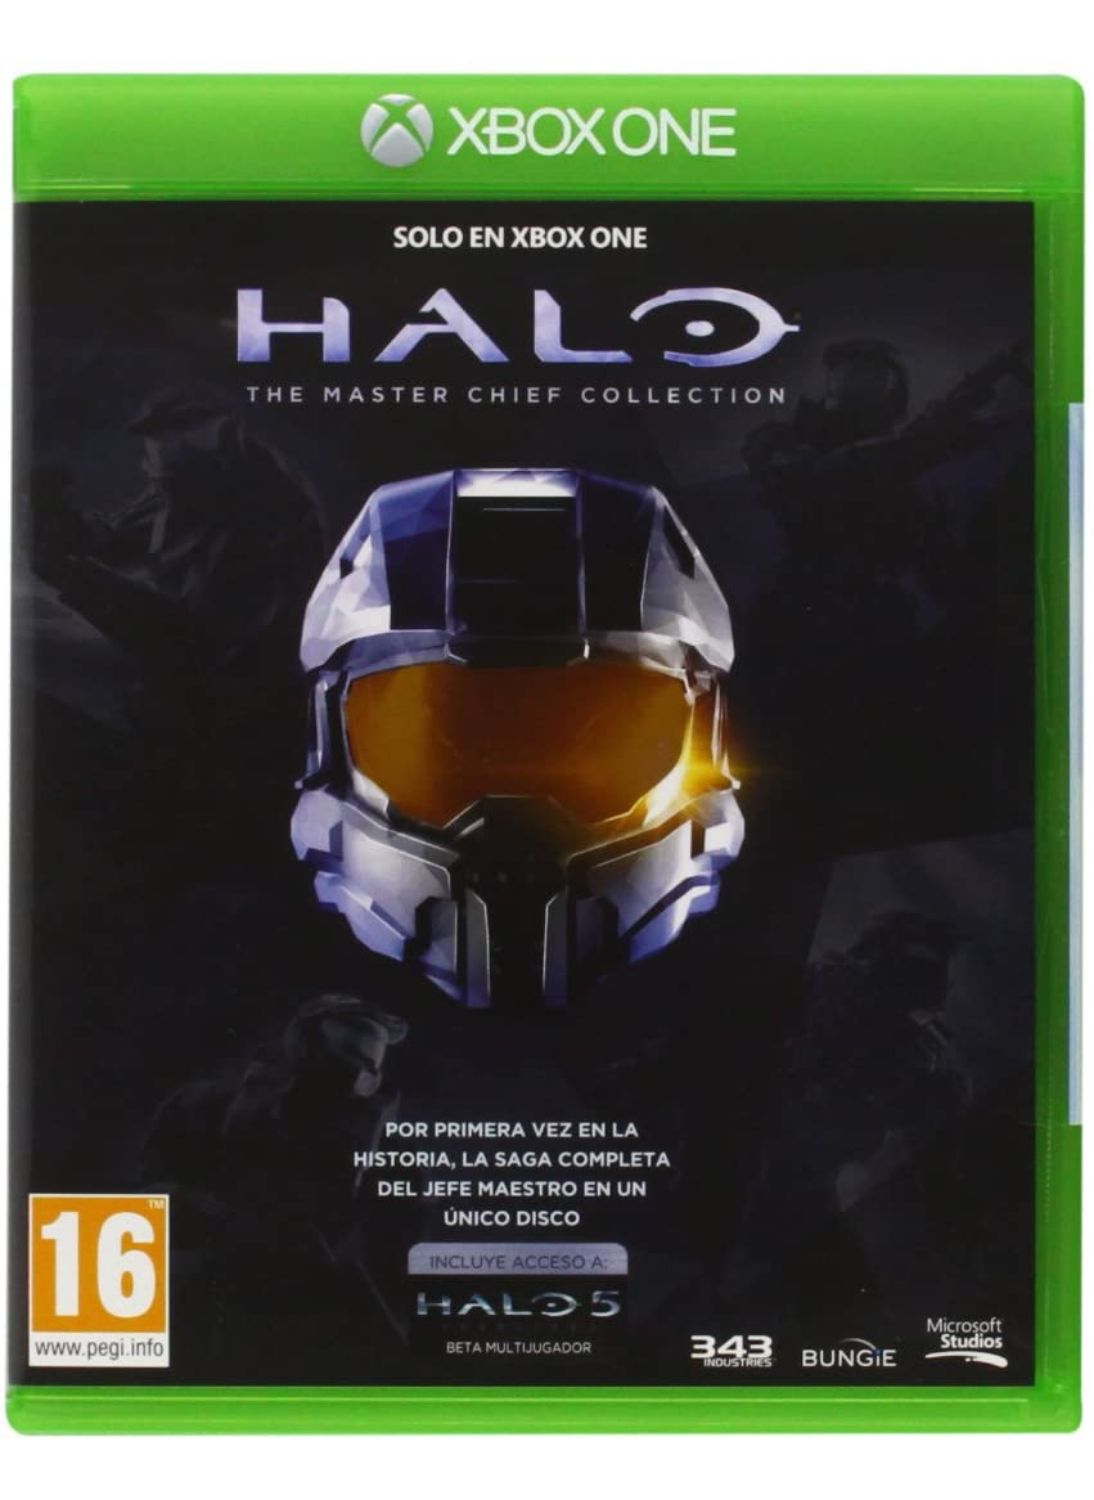 XBOX ONE
SOLO EN XBOX ONE
HALO
THE MASTER CHIEF COLLECTION
POR PRIMERA VEZ EN LA
HISTORIA, LA SAGA COMPLETA
DEL JEFE MAESTRO EN UN
ÚNICO DISCO
INCLUYE ACCESO A:
HALO 5
BETA MULTIJUGADOR
16™
www.pegi.info
343
INDUSTRIES
BUNGiE
Microsoft
Studios